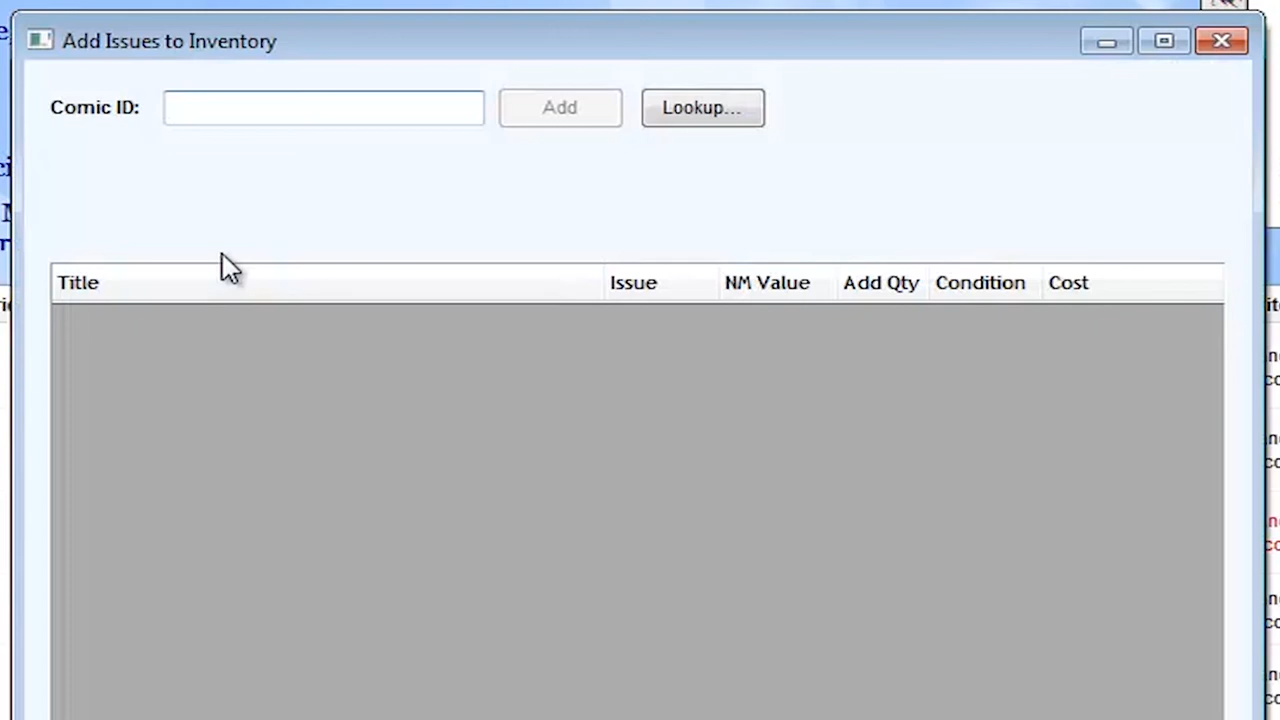 Add Issues to Inventory
Comic ID: Add Lookup...
Title Issue NM Value Add Qty Condition Cost